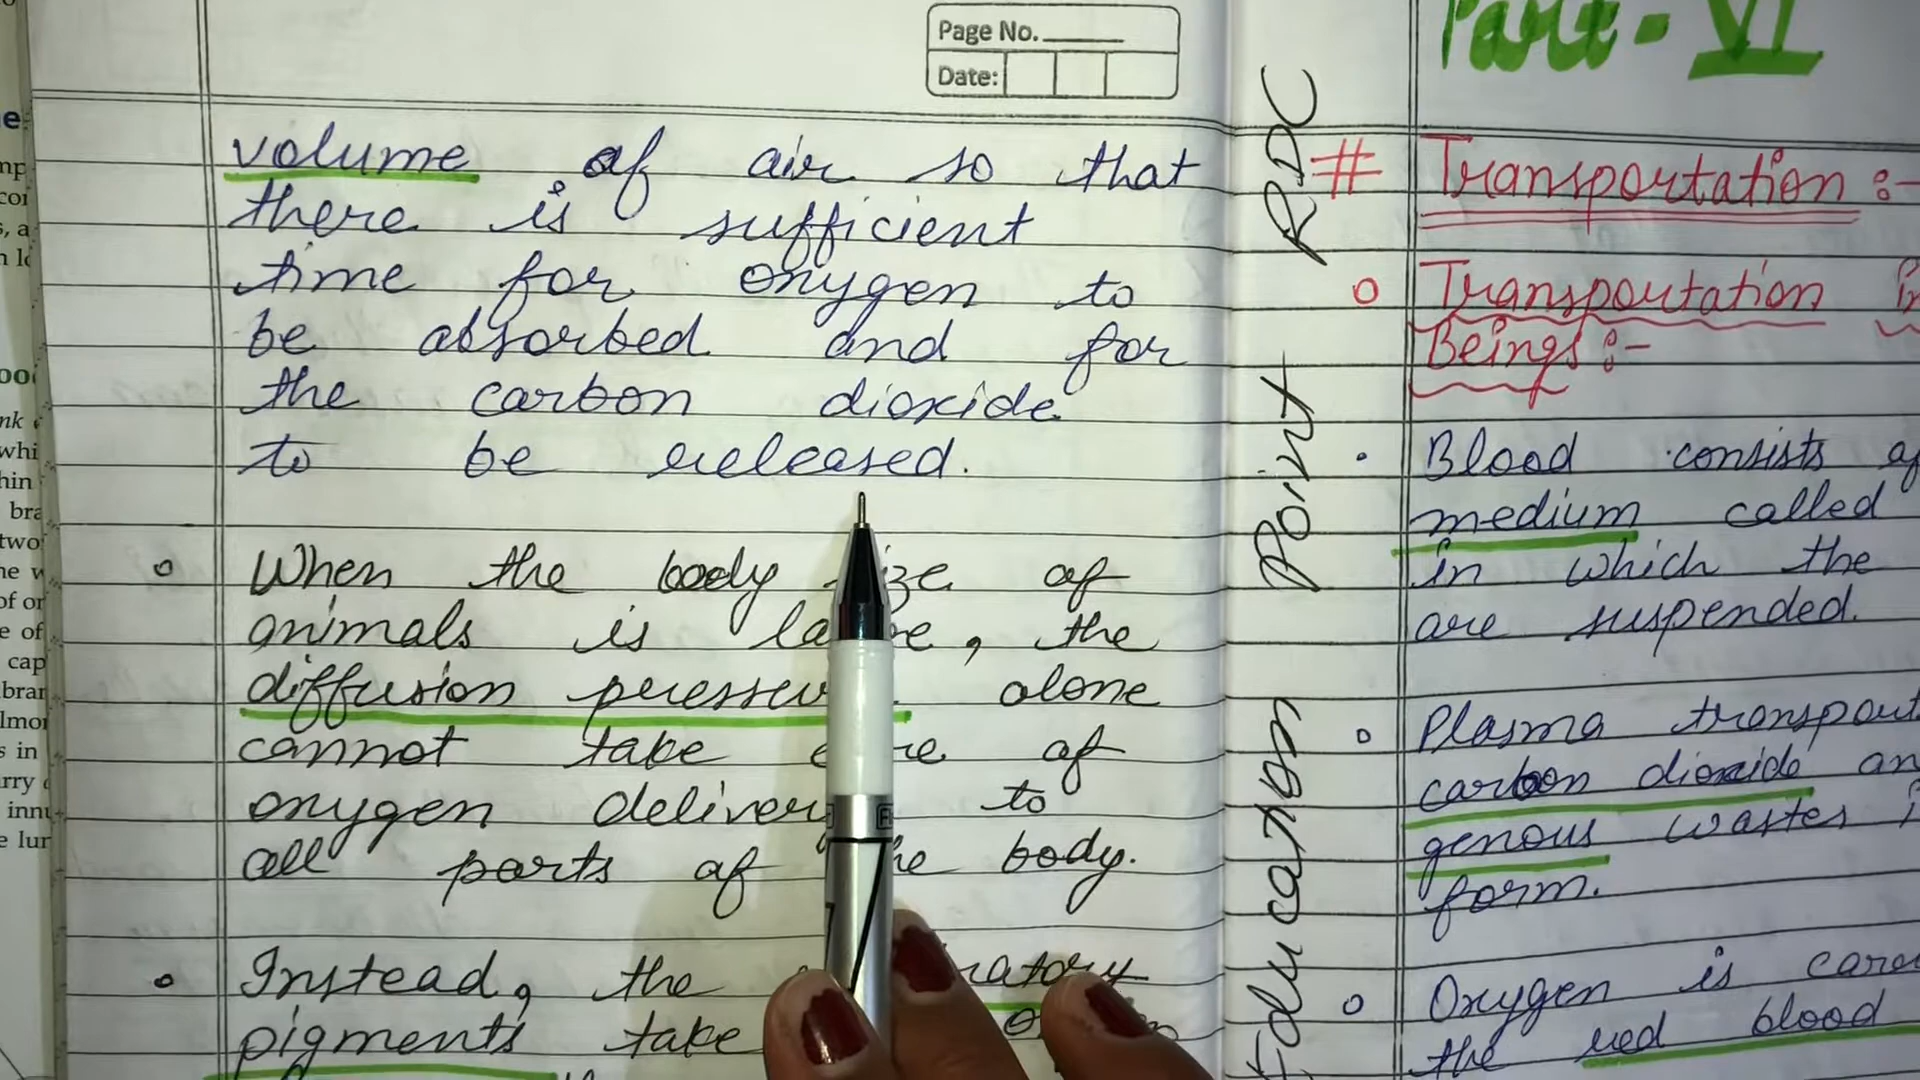 Page No.
Date:
volume of air so that
there is sufficient
time for oxygen to
be absorbed and for
the carbon dioxide
to be released.
When the body size of
animals is large, the
diffusion pressure alone
cannot take care of
oxygen delivery to
all parts of the body.
Instead, the
pigments take
Education Point RDC
Part - VI
# Transportation :-
Transportation in
Beings :-
Blood consists of
medium called
in which the
are suspended.
Plasma transport
carbon dioxide an
genous wastes
form.
Oxygen is
the red blood